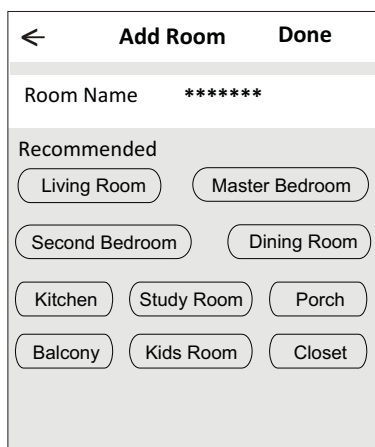 Add Room Done
Room Name *******
Recommended
Living Room Master Bedroom
Second Bedroom Dining Room
Kitchen Study Room Porch
Balcony Kids Room Closet